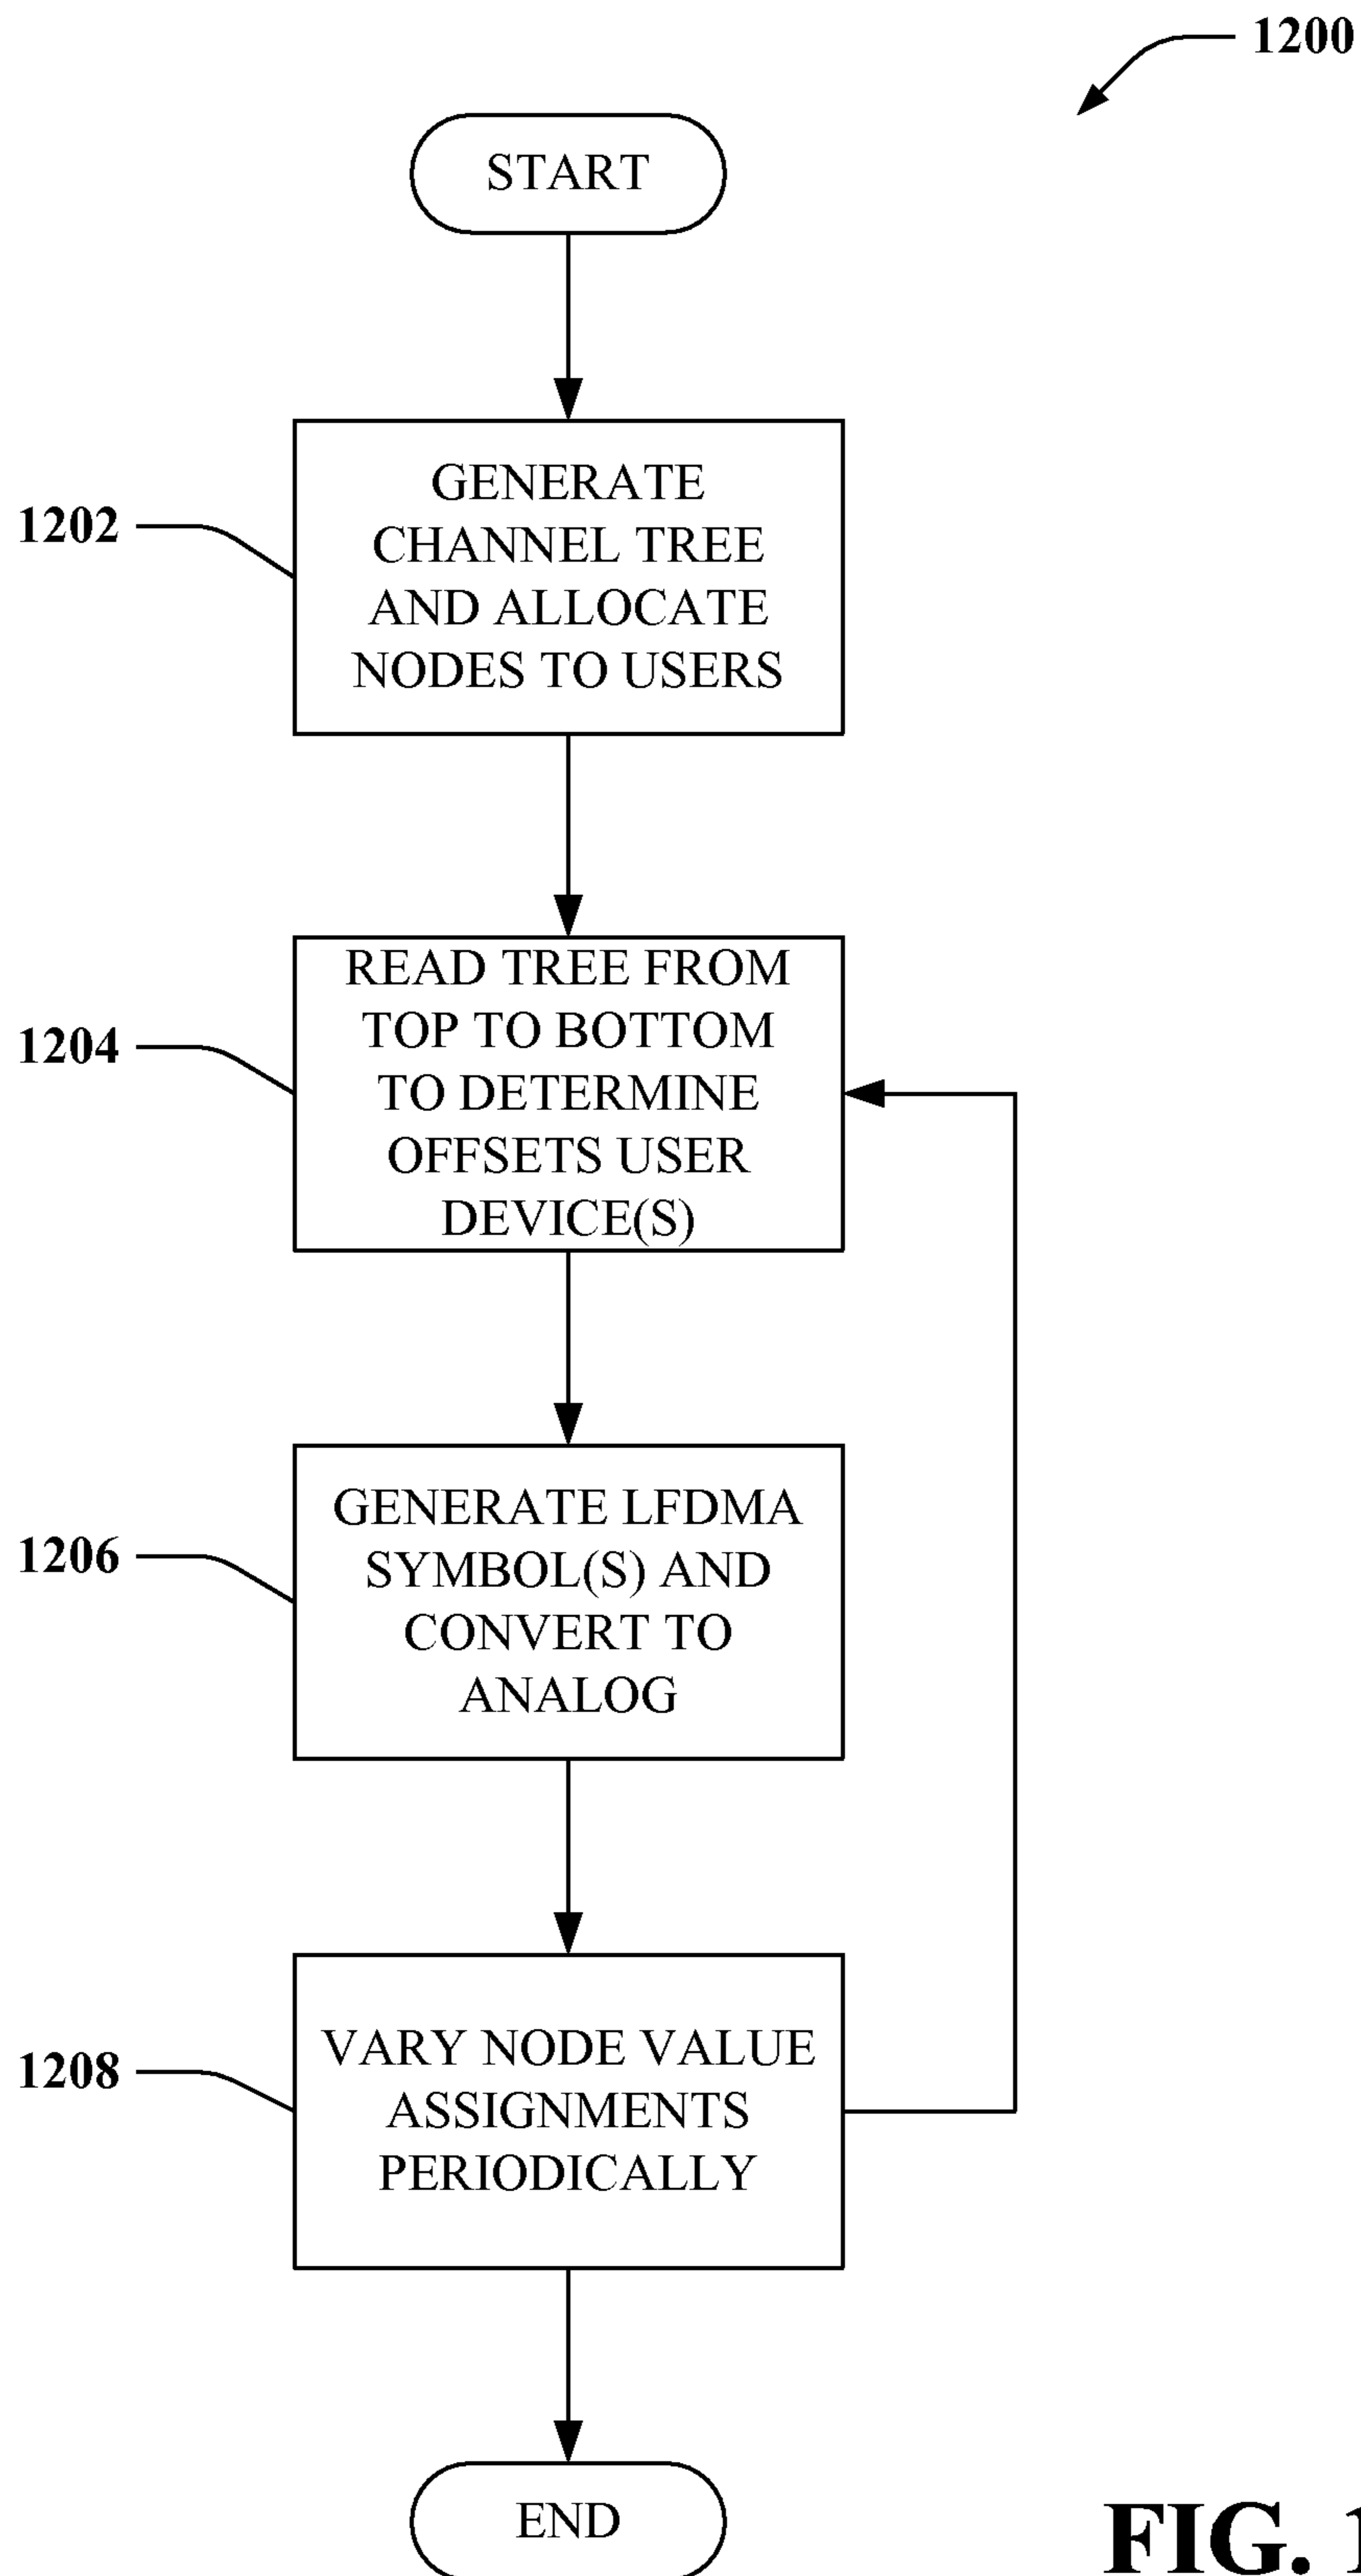 1200
START
1202
GENERATE
CHANNEL TREE
AND ALLOCATE
NODES TO USERS
1204
READ TREE FROM
TOP TO BOTTOM
TO DETERMINE
OFFSETS USER
DEVICE(S)
1206
GENERATE LFDMA
SYMBOL(S) AND
CONVERT TO
ANALOG
1208
VARY NODE VALUE
ASSIGNMENTS
PERIODICALLY
END
FIG. 1